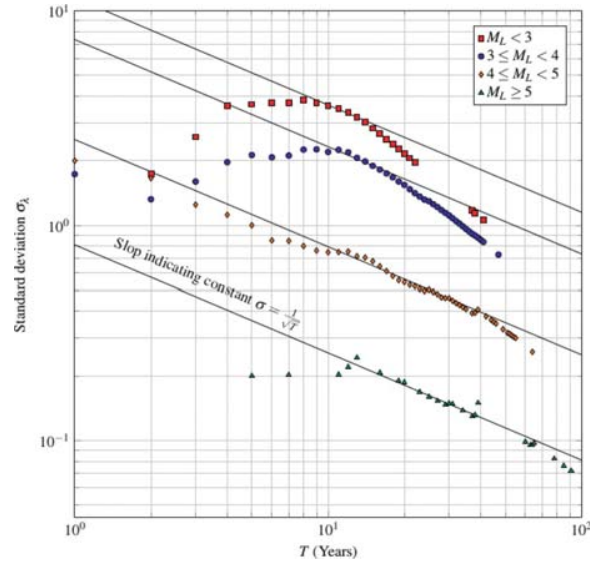 10¹
M_L < 3
3 ≤ M_L < 4
4 ≤ M_L < 5
M_L ≥ 5
Standard deviation σ_λ
10⁰
Slop indicating constant σ = 1/√T
10⁻¹
10⁰
10¹
10²
T (Years)